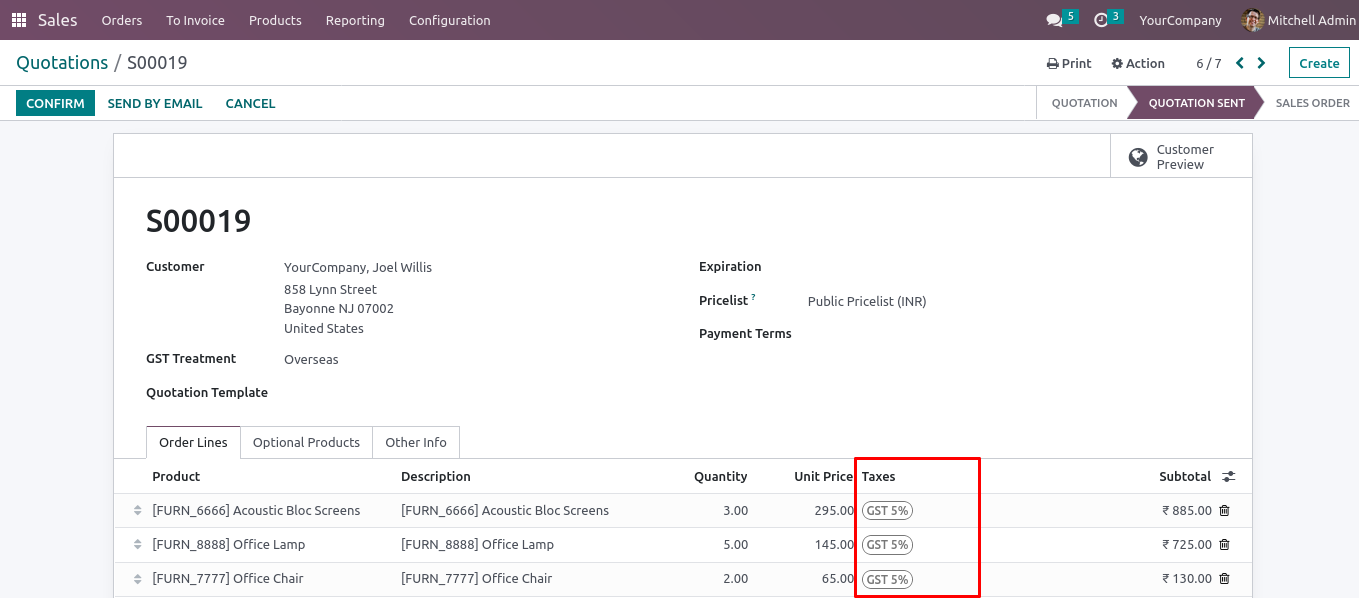 Sales Orders To Invoice Products Reporting Configuration 5 3 YourCompany Mitchell Admin
Quotations / S00019 Print Action 6 / 7 Create
CONFIRM SEND BY EMAIL CANCEL QUOTATION QUOTATION SENT SALES ORDER
Customer
Preview
S00019
Customer YourCompany, Joel Willis Expiration
858 Lynn Street
Bayonne NJ 07002 Pricelist ? Public Pricelist (INR)
United States Payment Terms
GST Treatment Overseas
Quotation Template
Order Lines Optional Products Other Info
Product Description Quantity Unit Price Taxes Subtotal
[FURN_6666] Acoustic Bloc Screens [FURN_6666] Acoustic Bloc Screens 3.00 295.00 GST 5% ₹ 885.00
[FURN_8888] Office Lamp [FURN_8888] Office Lamp 5.00 145.00 GST 5% ₹ 725.00
[FURN_7777] Office Chair [FURN_7777] Office Chair 2.00 65.00 GST 5% ₹ 130.00